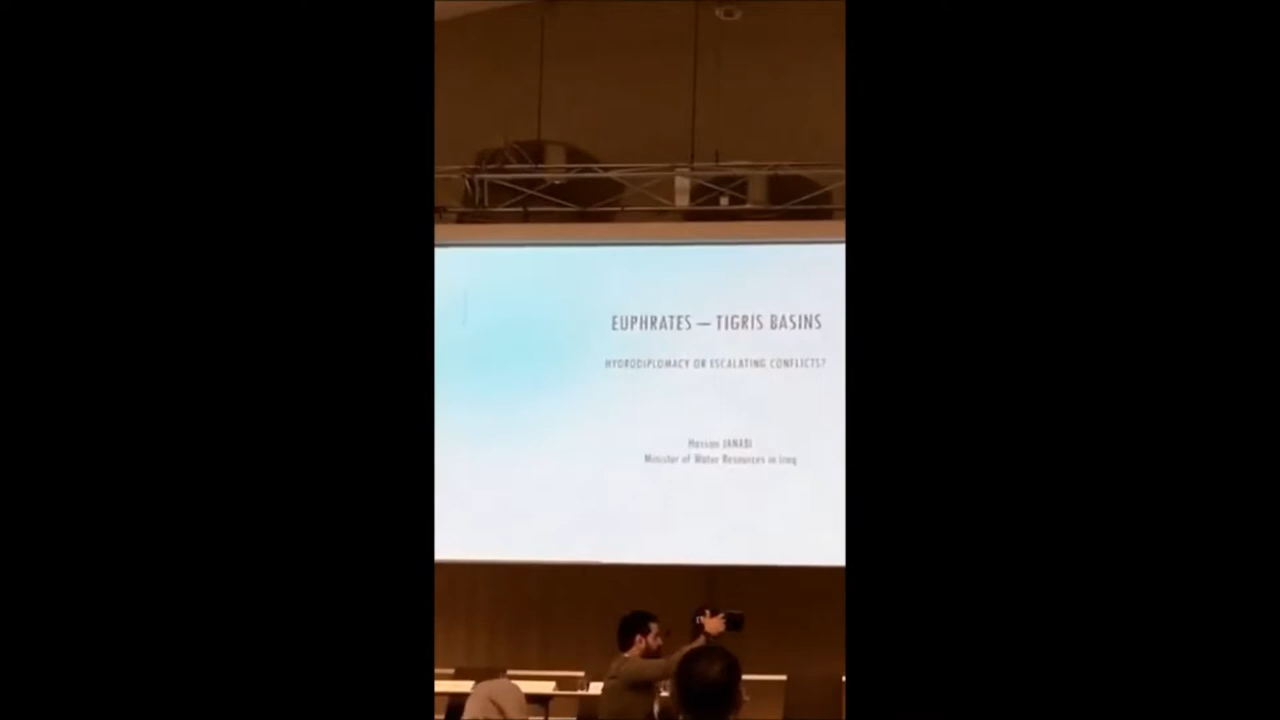 EUPHRATES – TIGRIS BASINS
HYDRODIPLOMACY OR ESCALATING CONFLICTS?
Hassan JANABI
Minister of Water Resources in Iraq